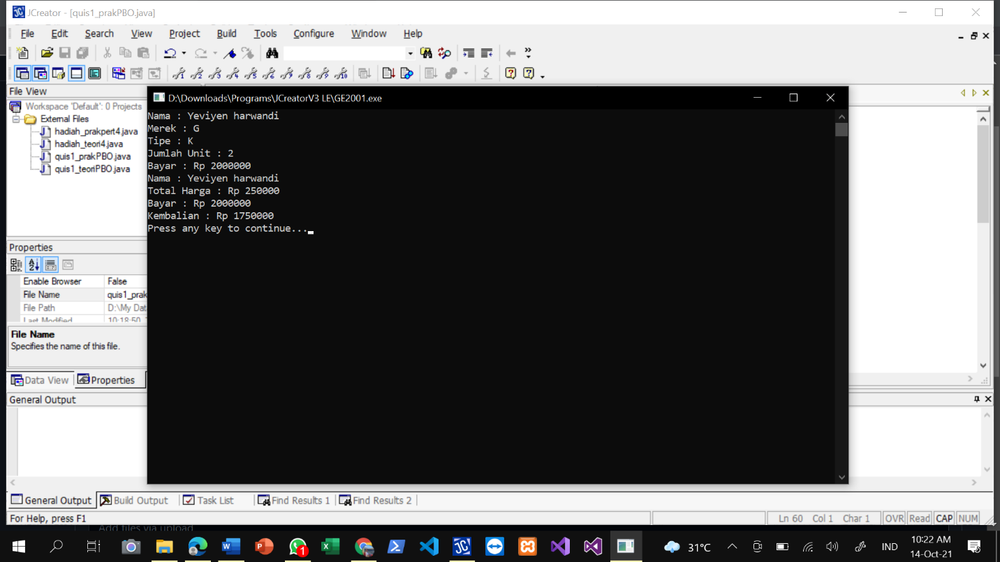 JCreator - [quis1_prakPBO.java]
File Edit Search View Project Build Tools Configure Window Help
File View
Workspace 'Default': 0 Projects
External Files
hadiah_prakpert4.java
hadiah_teori4.java
quis1_prakPBO.java
quis1_teoriPBO.java
D:\Downloads\Programs\JCreatorV3 LE\GE2001.exe
Nama : Yeviyen harwandi
Merek : G
Tipe : K
Jumlah Unit : 2
Bayar : Rp 2000000
Nama : Yeviyen harwandi
Total Harga : Rp 250000
Bayar : Rp 2000000
Kembalian : Rp 1750000
Press any key to continue...
Properties
Enable Browser False
File Name quis1_prak
File Path D:\My Dat
Last Modified 10:18:50
File Name
Specifies the name of this file.
Data View Properties
General Output
General Output Build Output Task List Find Results 1 Find Results 2
For Help, press F1 Ln 60 Col 1 Char 1 OVR Read CAP NUM
Add files via upload
1 31°C IND 10:22 AM
14-Oct-21